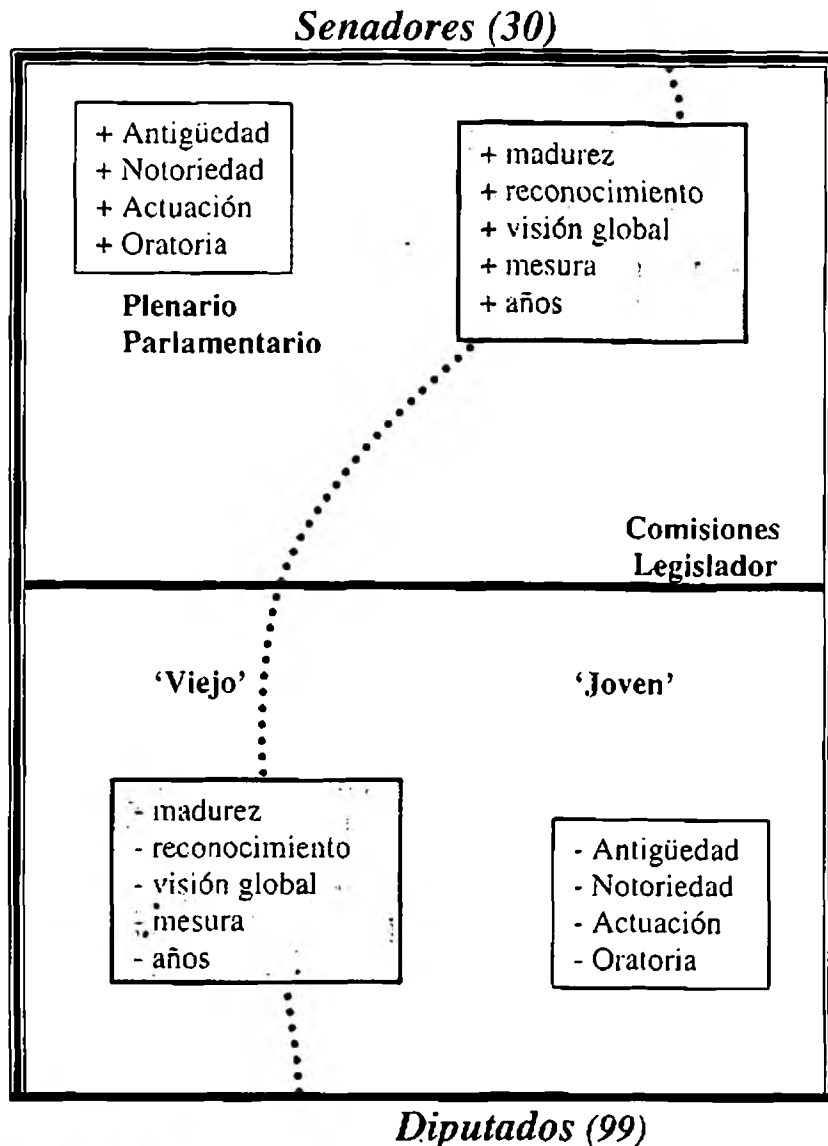 Senadores (30)
+ Antigüedad
+ Notoriedad
+ Actuación
+ Oratoria
+ madurez
+ reconocimiento
+ visión global
+ mesura
+ años
Plenario
Parlamentario
Comisiones
Legislador
‘Viejo’
‘Joven’
- madurez
- reconocimiento
- visión global
- mesura
- años
- Antigüedad
- Notoriedad
- Actuación
- Oratoria
Diputados (99)